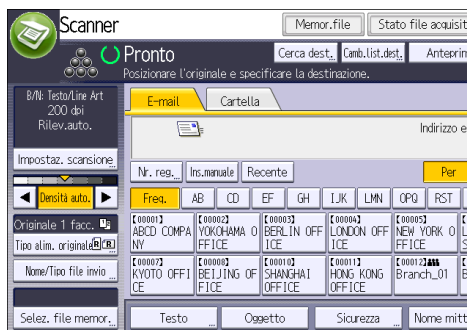 Scanner
Memor.file
Stato file acquisit
Pronto
Cerca dest.
Camb.list.dest.
Anteprim
Posizionare l'originale e specificare la destinazione.
B/N: Testo/Line Art
200 dpi
Rilev.auto.
E-mail
Cartella
Indirizzo e
Impostaz. scansione
Nr. reg.
Ins.manuale
Recente
Per
Densità auto.
Freq.
AB
CD
EF
GH
IJK
LMN
OPQ
RST
Originale 1 facc.
Tipo alim. originale
[00001]
ABCD COMPA
NY
[00002]
YOKOHAMA O
FFICE
[00003]
BERLIN OFF
ICE
[00004]
LONDON OFF
ICE
[00005]
NEW YORK O
FFICE
Nome/Tipo file invio
[00007]
KYOTO OFFI
CE
[00008]
BEIJING OF
FICE
[00010]
SHANGHAI
OFFICE
[00011]
HONG KONG
OFFICE
[00012]
Branch_01
Selez. file memor.
Testo
Oggetto
Sicurezza
Nome mitt